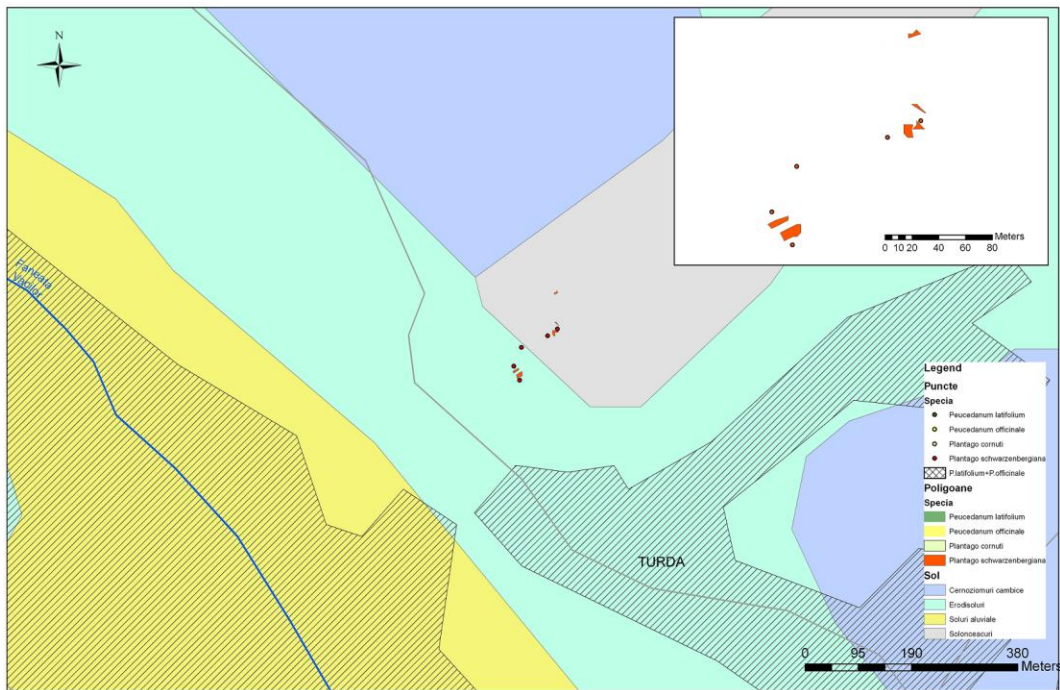 N
Faneata
Vacilor
TURDA
Meters
0 10 20 40 60 80
Legend
Puncte
Specia
Peucedanum latifolium
Peucedanum officinale
Plantago cornuti
Plantago schwarzenbergiana
P.latifolium+P.officinale
Poligoane
Specia
Peucedanum latifolium
Peucedanum officinale
Plantago cornuti
Plantago schwarzenbergiana
Sol
Cernoziomuri cambice
Erodisoluri
Soluri aluviale
Solonceacuri
0 95 190 380
Meters